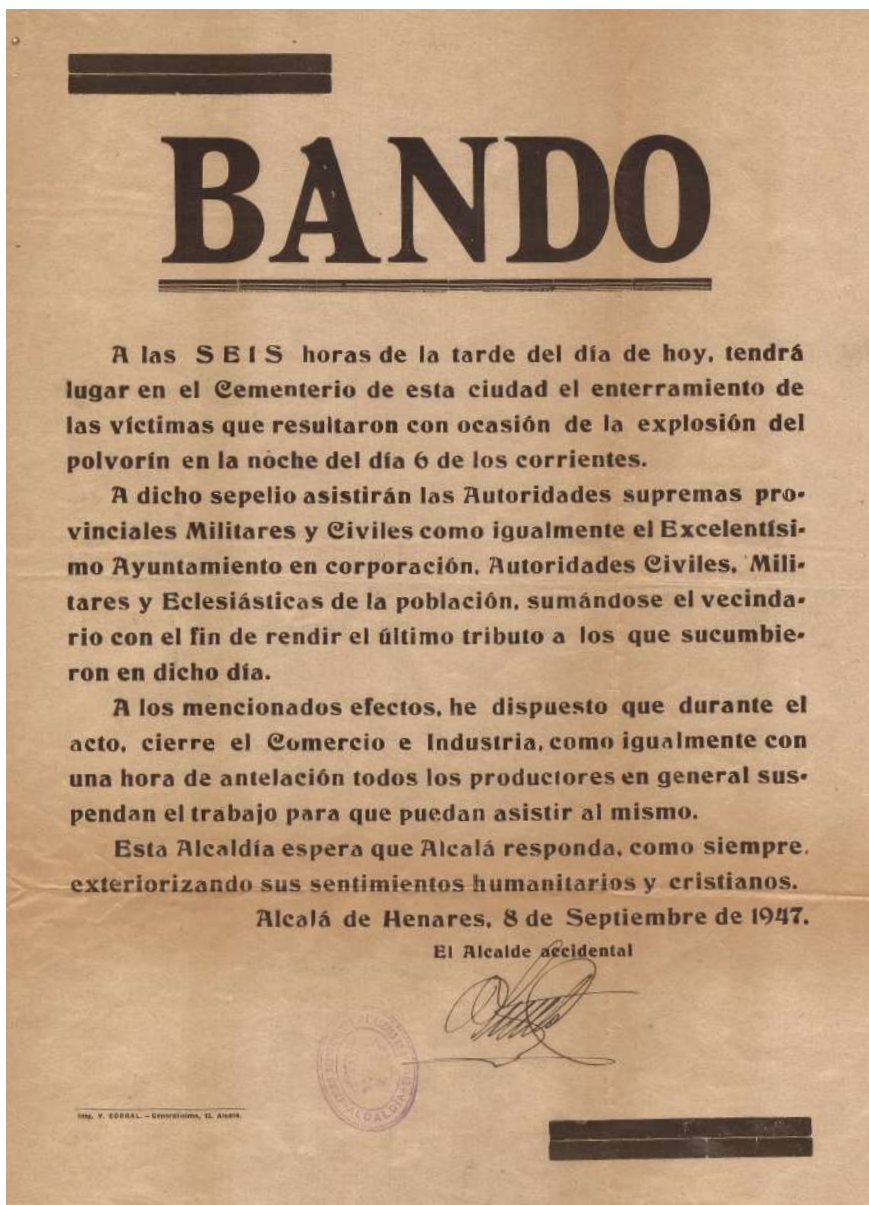 BANDO
A las SEIS horas de la tarde del día de hoy, tendrá
lugar en el Cementerio de esta ciudad el enterramiento de
las víctimas que resultaron con ocasión de la explosión del
polvorín en la noche del día 6 de los corrientes.
A dicho sepelio asistirán las Autoridades supremas pro-
vinciales Militares y Civiles como igualmente el Excelentísi-
mo Ayuntamiento en corporación, Autoridades Civiles, Mili-
tares y Eclesiásticas de la población, sumándose el vecinda-
rio con el fin de rendir el último tributo a los que sucumbie-
ron en dicho día.
A los mencionados efectos, he dispuesto que durante el
acto, cierre el Comercio e Industria, como igualmente con
una hora de antelación todos los productores en general sus-
pendan el trabajo para que puedan asistir al mismo.
Esta Alcaldía espera que Alcalá responda, como siempre,
exteriorizando sus sentimientos humanitarios y cristianos.
Alcalá de Henares, 8 de Septiembre de 1947.
El Alcalde accidental
ALCALDIA
Imp. V. CORRAL. - Generalísimo, 13. Alcalá.